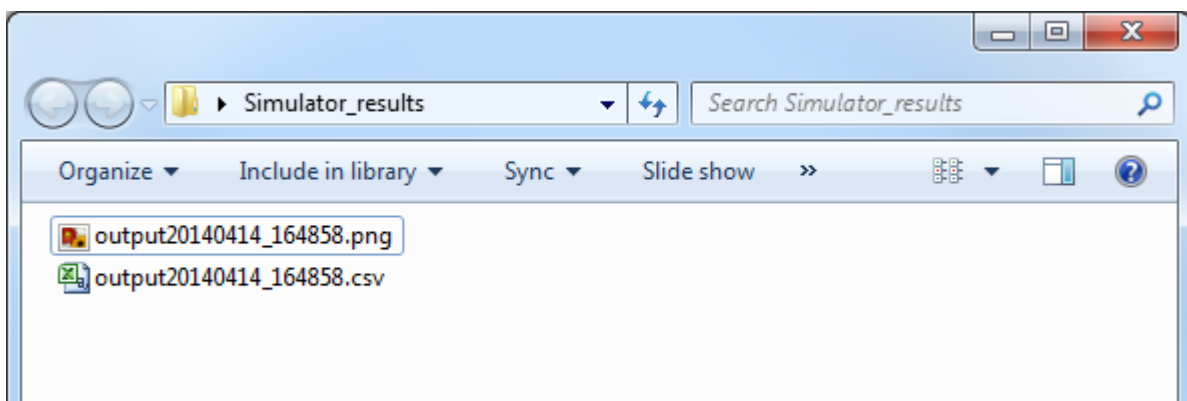 Simulator_results
Search Simulator_results
Organize Include in library Sync Slide show »
output20140414_164858.png
output20140414_164858.csv